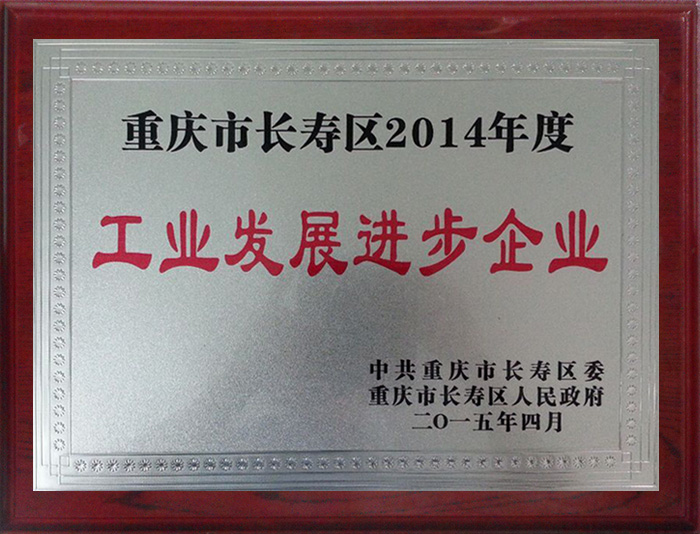 重庆市长寿区2014年度
工业发展进步企业
中共重庆市长寿区委
重庆市长寿区人民政府
二〇一五年四月